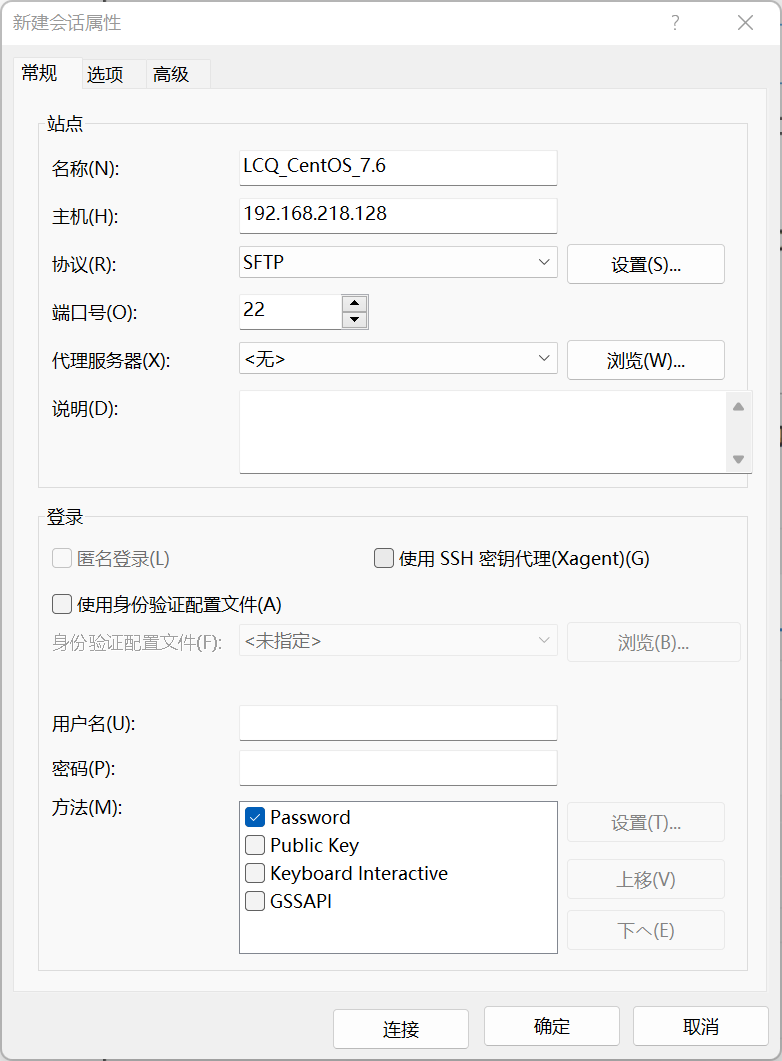 新建会话属性
?
常规 选项 高级
站点
名称(N): LCQ_CentOS_7.6
主机(H): 192.168.218.128
协议(R): SFTP 设置(S)...
端口号(O): 22
代理服务器(X): <无> 浏览(W)...
说明(D):
登录
匿名登录(L) 使用 SSH 密钥代理(Xagent)(G)
使用身份验证配置文件(A)
身份验证配置文件(F): <未指定> 浏览(B)...
用户名(U):
密码(P):
方法(M):
Password 设置(T)...
Public Key
Keyboard Interactive 上移(V)
GSSAPI
下へ(E)
连接 确定 取消